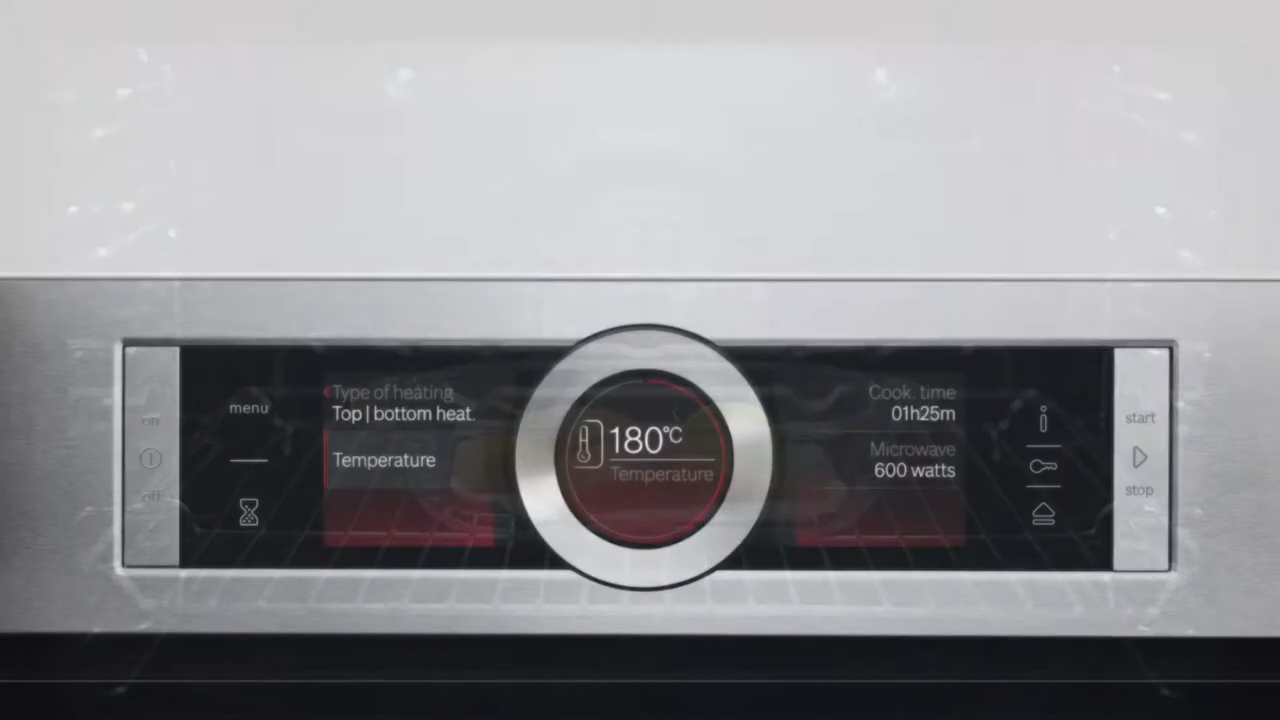 on
off
menu
Type of heating
Top | bottom heat.
Temperature
180°C
Temperature
Cook. time
01h25m
Microwave
600 watts
start
stop